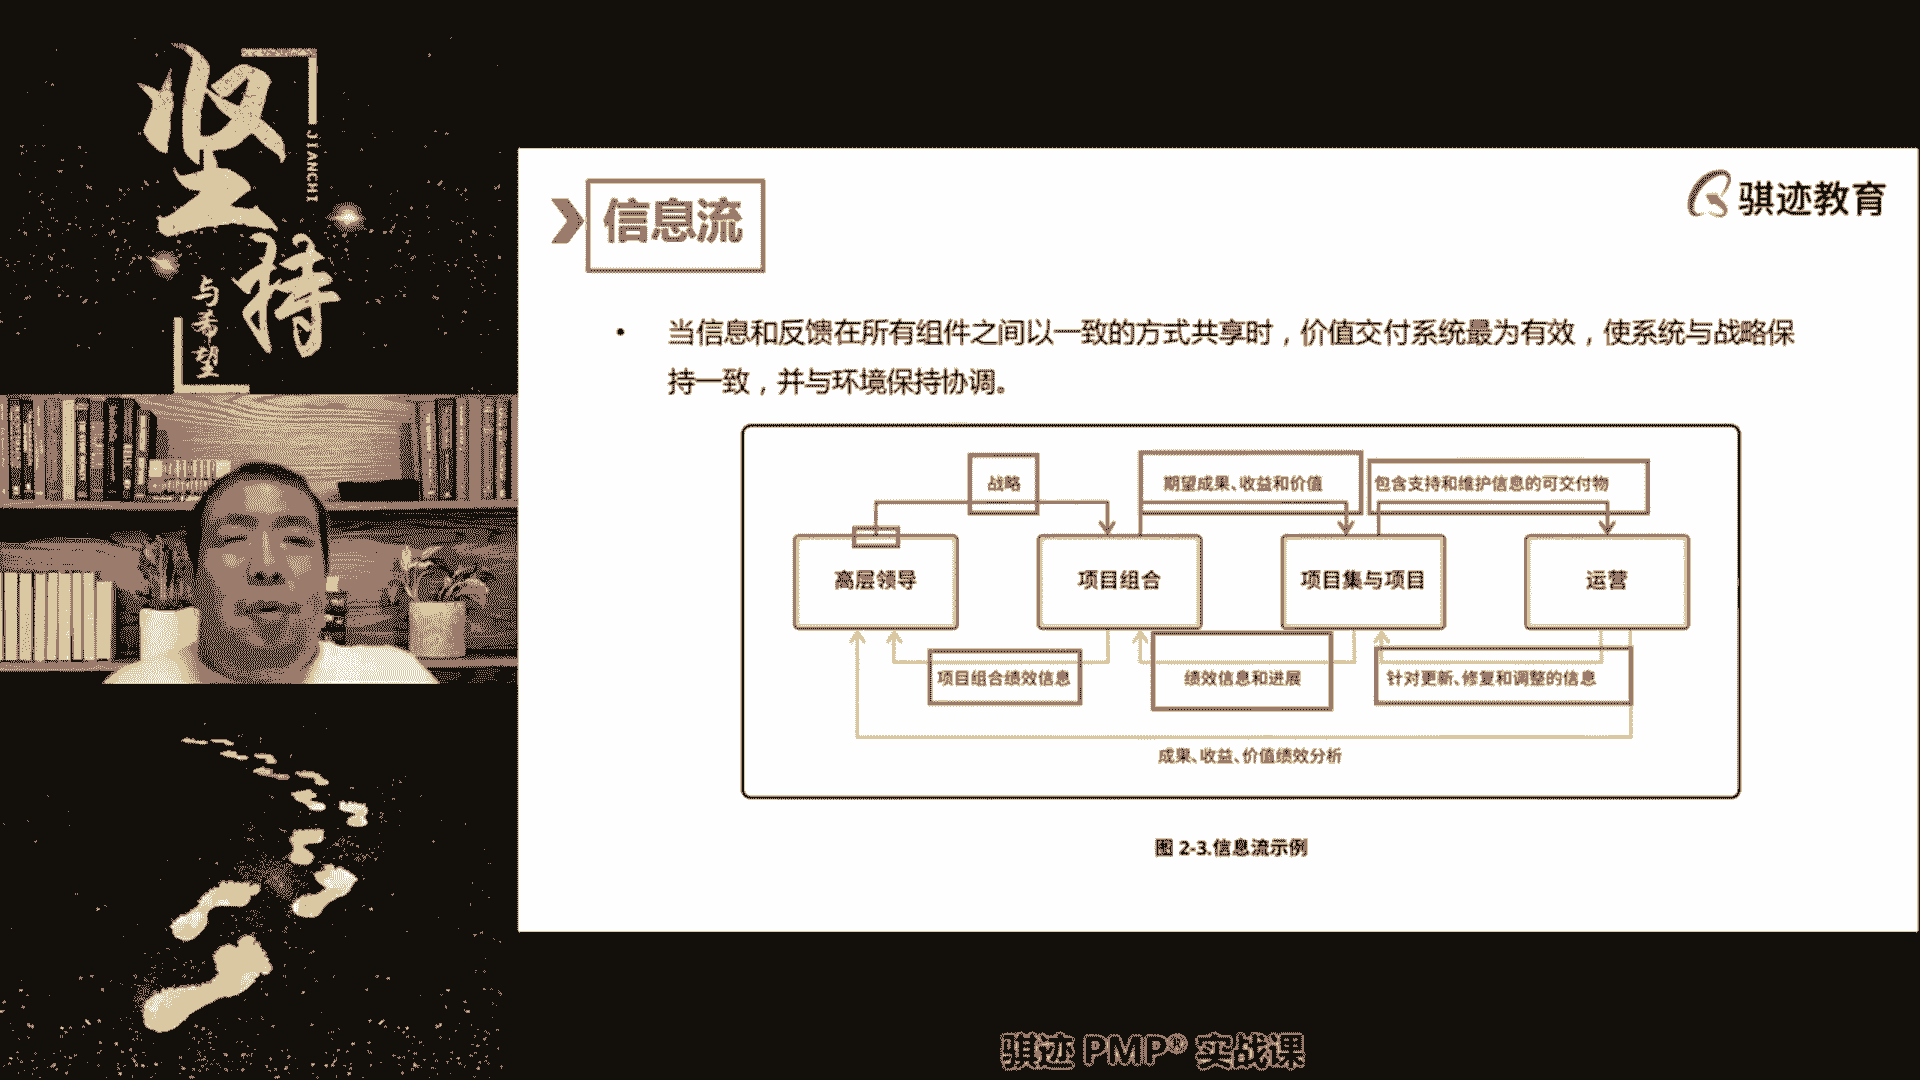 坚
持
JIANCHI
与希望
信息流
骐迹教育
• 当信息和反馈在所有组件之间以一致的方式共享时，价值交付系统最为有效，使系统与战略保
持一致，并与环境保持协调。
战略
期望成果、收益和价值
包含支持和维护信息的可交付物
高层领导
项目组合
项目集与项目
运营
项目组合绩效信息
绩效信息和进展
针对更新、修复和调整的信息
成果、收益、价值绩效分析
图 2-3.信息流示例
骐迹 PMP® 实战课